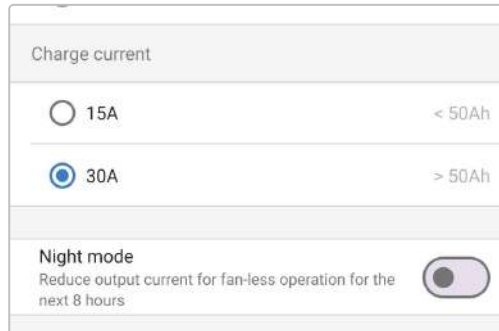 Charge current
15A < 50Ah
30A > 50Ah
Night mode
Reduce output current for fan-less operation for the
next 8 hours